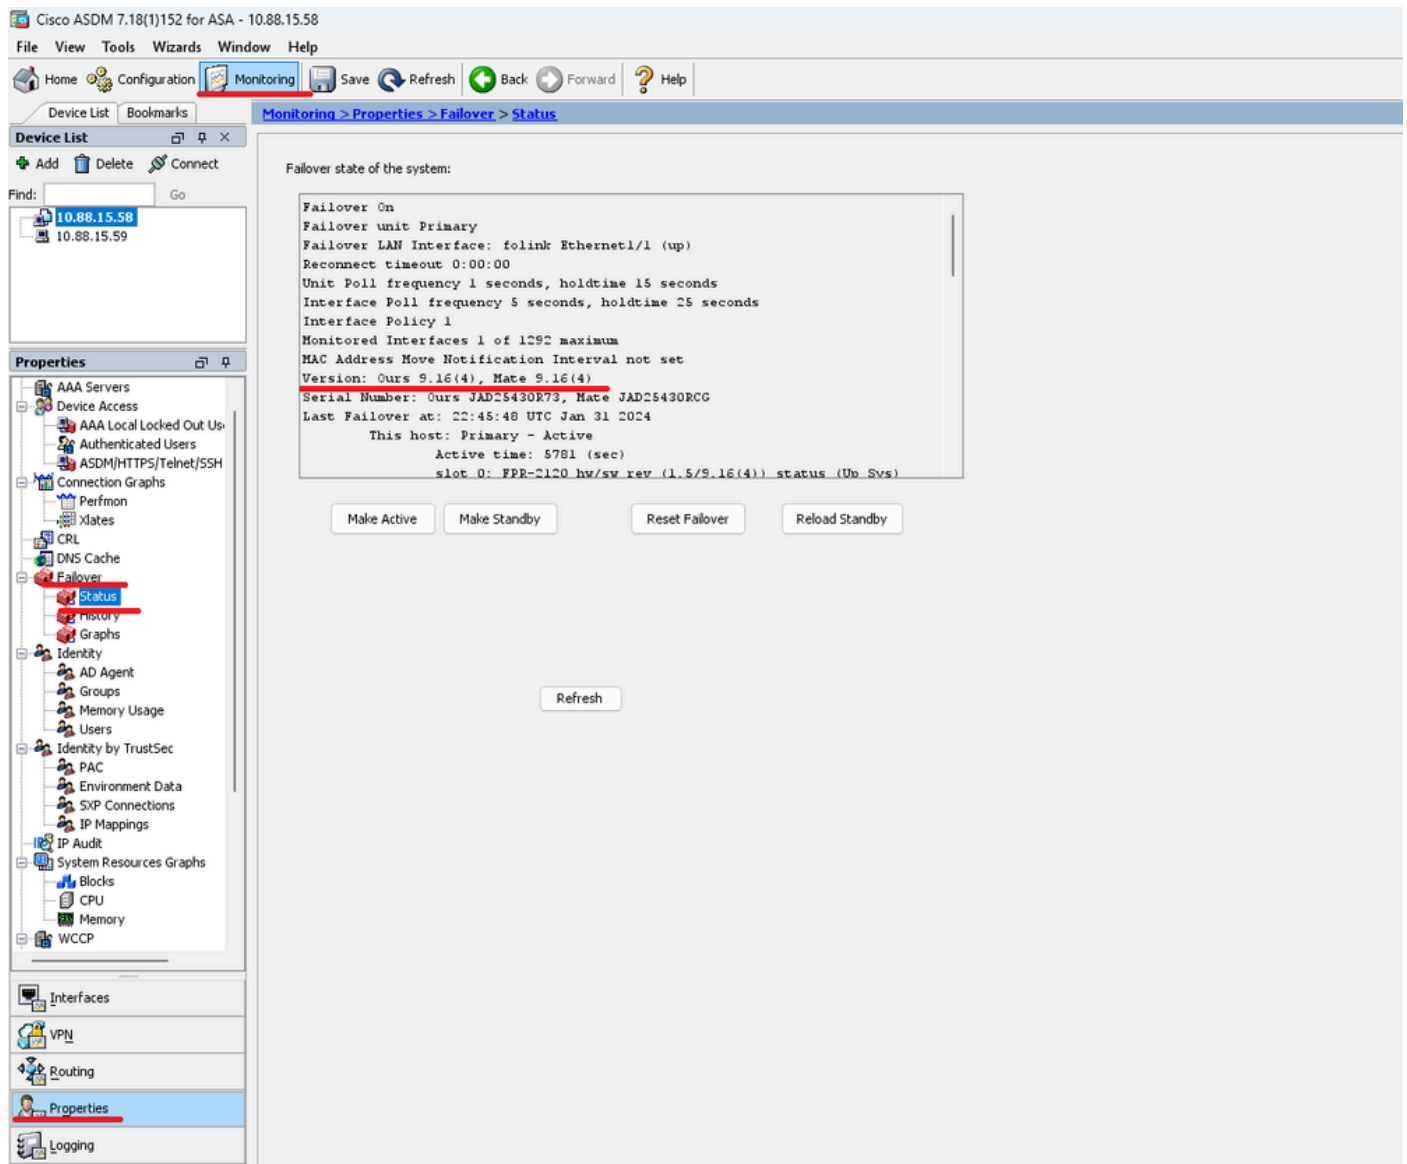 Cisco ASDM 7.18(1)152 for ASA - 10.88.15.58
File View Tools Wizards Window Help
Home Configuration Monitoring Save Refresh Back Forward Help
Device List Bookmarks
Monitoring > Properties > Failover > Status
Device List
Add Delete Connect
Find: Go
10.88.15.58
10.88.15.59
Properties
AAA Servers
Device Access
AAA Local Locked Out Us
Authenticated Users
ASDM/HTTPS/Telnet/SSH
Connection Graphs
Perfmon
Xlates
CRL
DNS Cache
Failover
Status
History
Graphs
Identity
AD Agent
Groups
Memory Usage
Users
Identity by TrustSec
PAC
Environment Data
SXP Connections
IP Mappings
IP Audit
System Resources Graphs
Blocks
CPU
Memory
WCCP
Interfaces
VPN
Routing
Properties
Logging
Failover state of the system:
Failover On
Failover unit Primary
Failover LAN Interface: folink Ethernet1/1 (up)
Reconnect timeout 0:00:00
Unit Poll frequency 1 seconds, holdtime 15 seconds
Interface Poll frequency 5 seconds, holdtime 25 seconds
Interface Policy 1
Monitored Interfaces 1 of 1292 maximum
MAC Address Move Notification Interval not set
Version: Ours 9.16(4), Mate 9.16(4)
Serial Number: Ours JAD25430R73, Mate JAD25430RCG
Last Failover at: 22:45:48 UTC Jan 31 2024
This host: Primary - Active
Active time: 5781 (sec)
slot 0: FPR-2120 hw/sw rev (1.5/9.16(4)) status (Up Sys)
Make Active Make Standby Reset Failover Reload Standby
Refresh